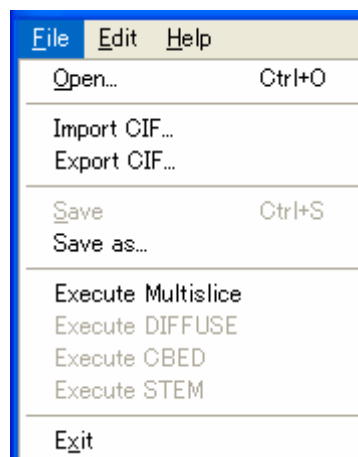 File Edit Help
Open... Ctrl+O
Import CIF...
Export CIF...
Save Ctrl+S
Save as...
Execute Multislice
Execute DIFFUSE
Execute CBED
Execute STEM
Exit